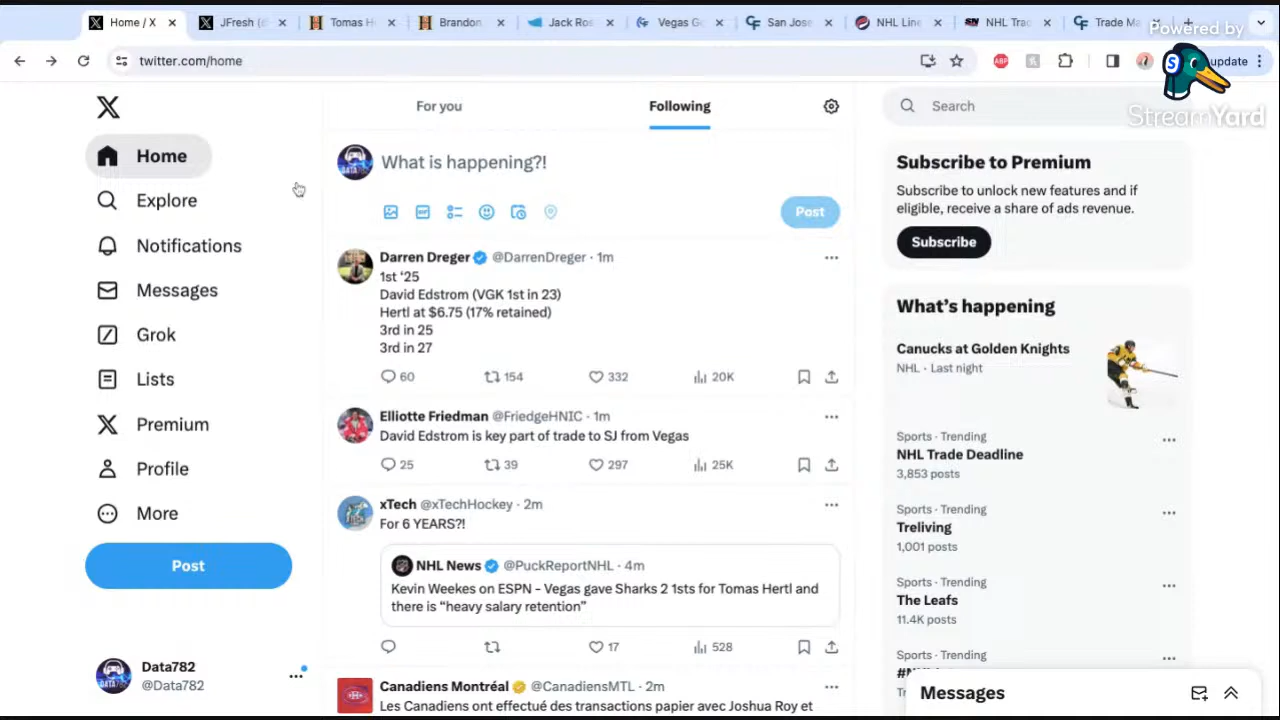 Home / X
JFresh (
Tomas H
Brandon
Jack Ros
Vegas G
San Jose
NHL Line
NHL Trac
Trade Ma
Powered by
StreamYard
twitter.com/home
update
For you
Following
Search
Home
Explore
Notifications
Messages
Grok
Lists
Premium
Profile
More
Post
Data782
@Data782
What is happening?!
Post
Darren Dreger @DarrenDreger · 1m
1st ‘25
David Edstrom (VGK 1st in 23)
Hertl at $6.75 (17% retained)
3rd in 25
3rd in 27
60 154 332 20K
Elliotte Friedman @FriedgeHNIC · 1m
David Edstrom is key part of trade to SJ from Vegas
25 39 297 25K
xTech @xTechHockey · 2m
For 6 YEARS?!
NHL News @PuckReportNHL · 4m
Kevin Weekes on ESPN – Vegas gave Sharks 2 1sts for Tomas Hertl and
there is “heavy salary retention”
17 528
Canadiens Montréal @CanadiensMTL · 2m
Les Canadiens ont effectué des transactions papier avec Joshua Roy et
Subscribe to Premium
Subscribe to unlock new features and if
eligible, receive a share of ads revenue.
Subscribe
What’s happening
Canucks at Golden Knights
NHL · Last night
Sports · Trending
NHL Trade Deadline
3,853 posts
Sports · Trending
Treliving
1,001 posts
Sports · Trending
The Leafs
11.4K posts
Sports · Trending
Messages